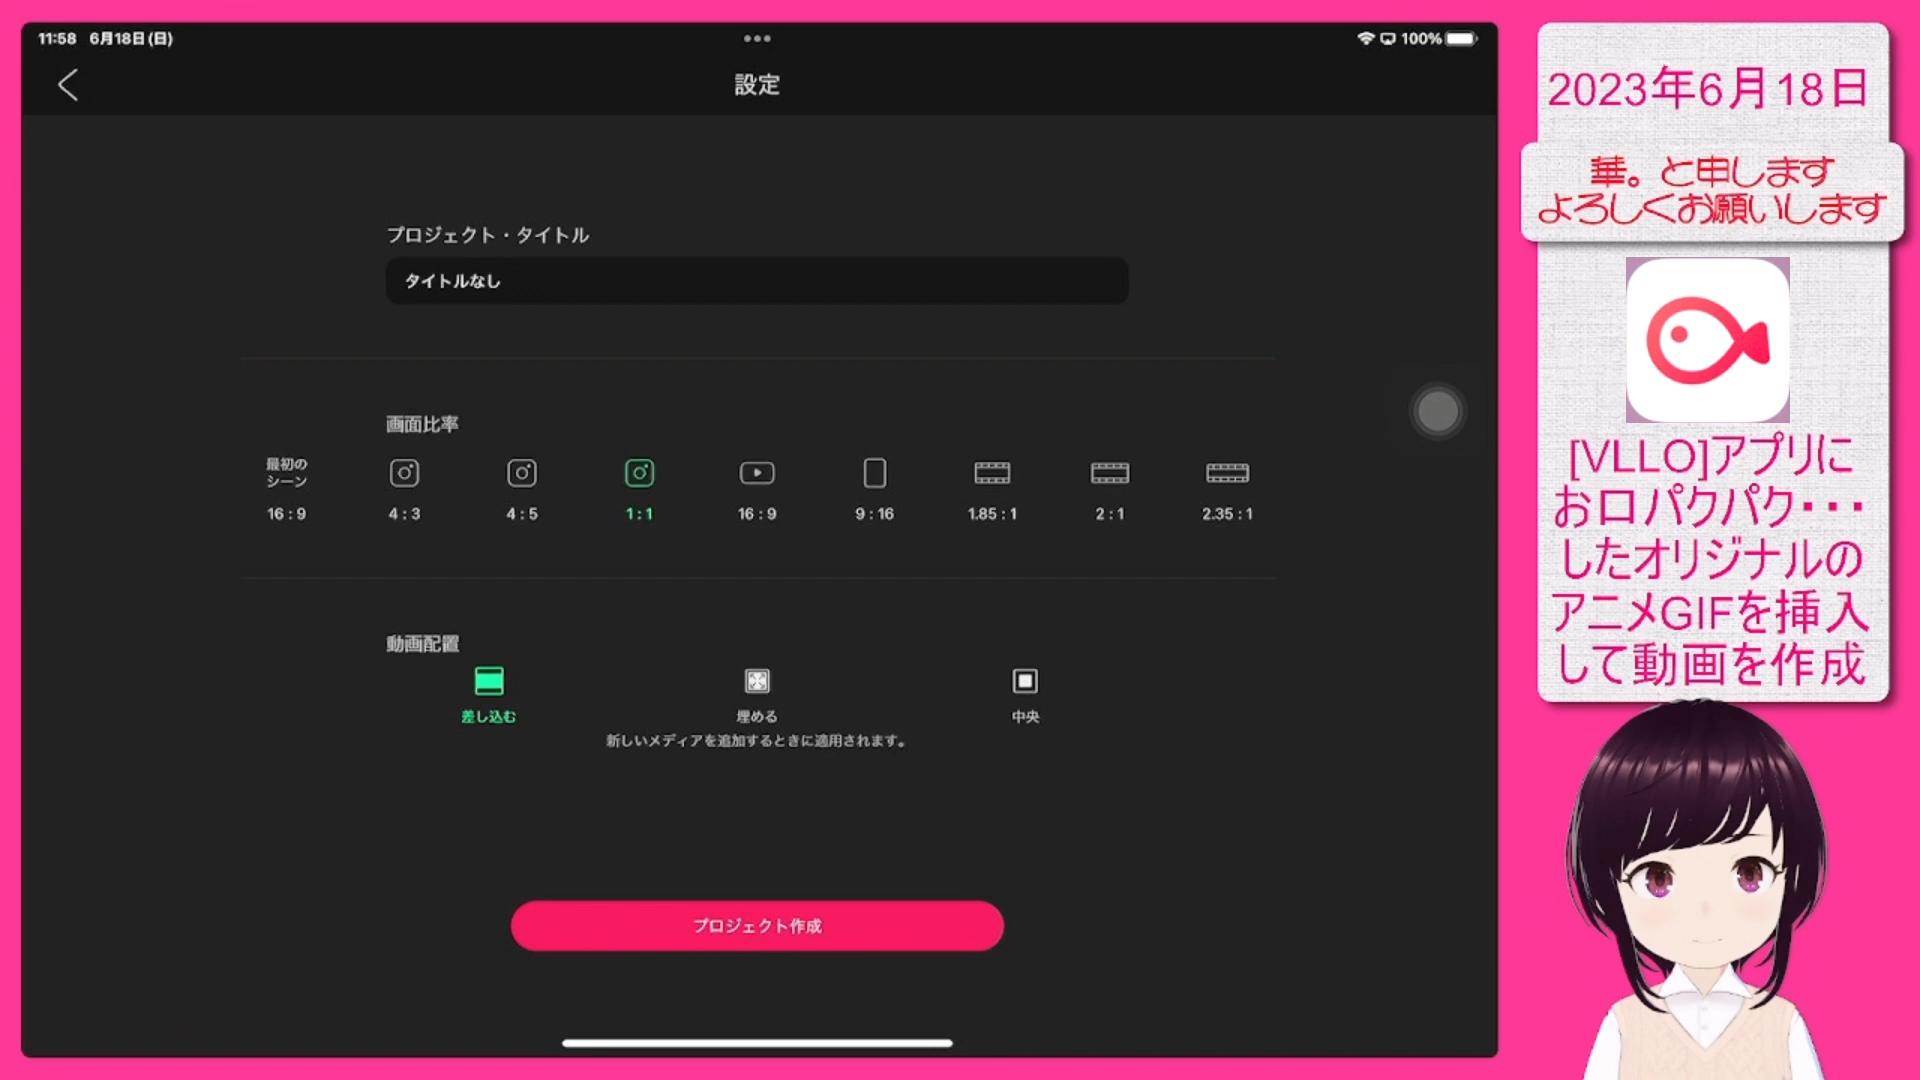 11:58 6月18日(日)
100%
設定
プロジェクト・タイトル
タイトルなし
画面比率
最初の
シーン
16:9
4:3
4:5
1:1
16:9
9:16
1.85:1
2:1
2.35:1
動画配置
差し込む
埋める
中央
新しいメディアを追加するときに適用されます。
プロジェクト作成
2023年6月18日
華。と申します
よろしくお願いします
[VLLO]アプリに
お口パクパク・・・
したオリジナルの
アニメGIFを挿入
して動画を作成